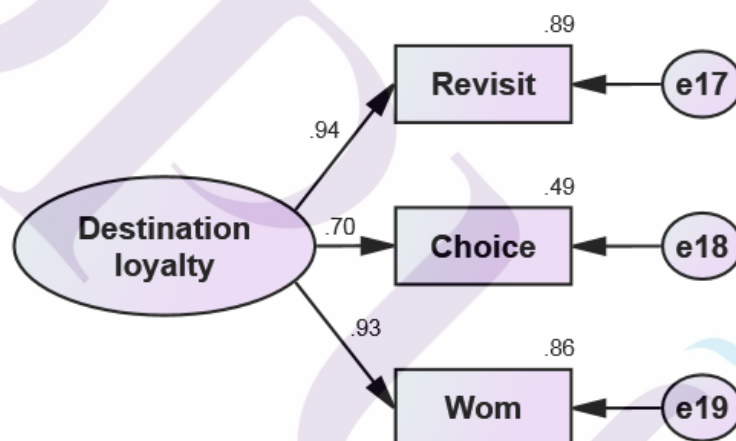 .89
Revisit
e17
.94
.49
Destination
loyalty
.70
Choice
e18
.93
.86
Wom
e19